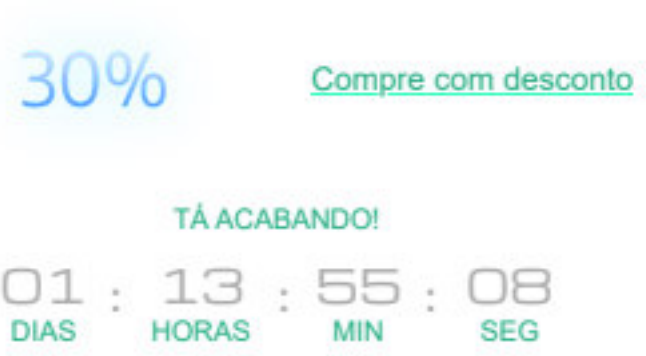 30%
Compre com desconto
TÁ ACABANDO!
01 : 13 : 55 : 08
DIAS HORAS MIN SEG